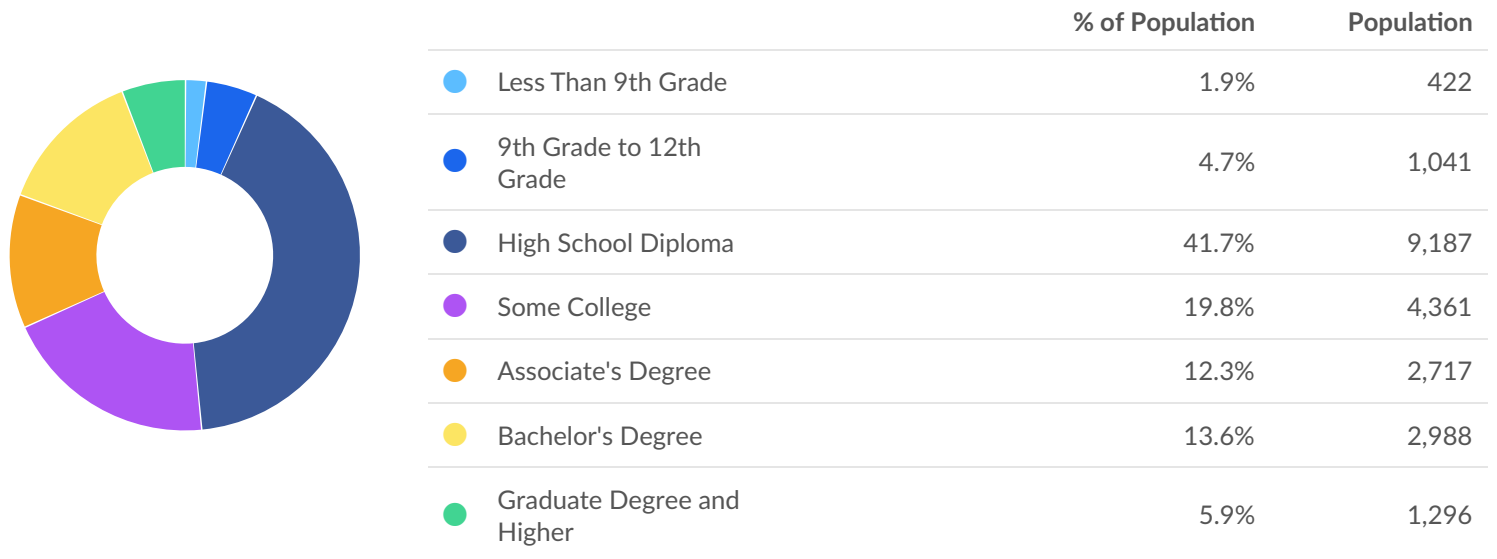 % of Population Population
Less Than 9th Grade 1.9% 422
9th Grade to 12th
Grade 4.7% 1,041
High School Diploma 41.7% 9,187
Some College 19.8% 4,361
Associate's Degree 12.3% 2,717
Bachelor's Degree 13.6% 2,988
Graduate Degree and
Higher 5.9% 1,296